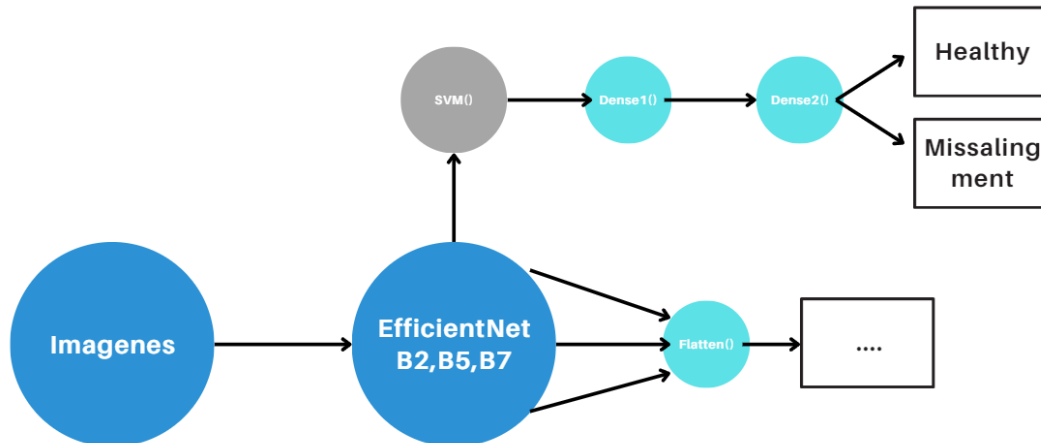 SVM()
Dense1()
Dense2()
Healthy
Missaling
ment
Imagenes
EfficientNet
B2,B5,B7
Flatten()
....